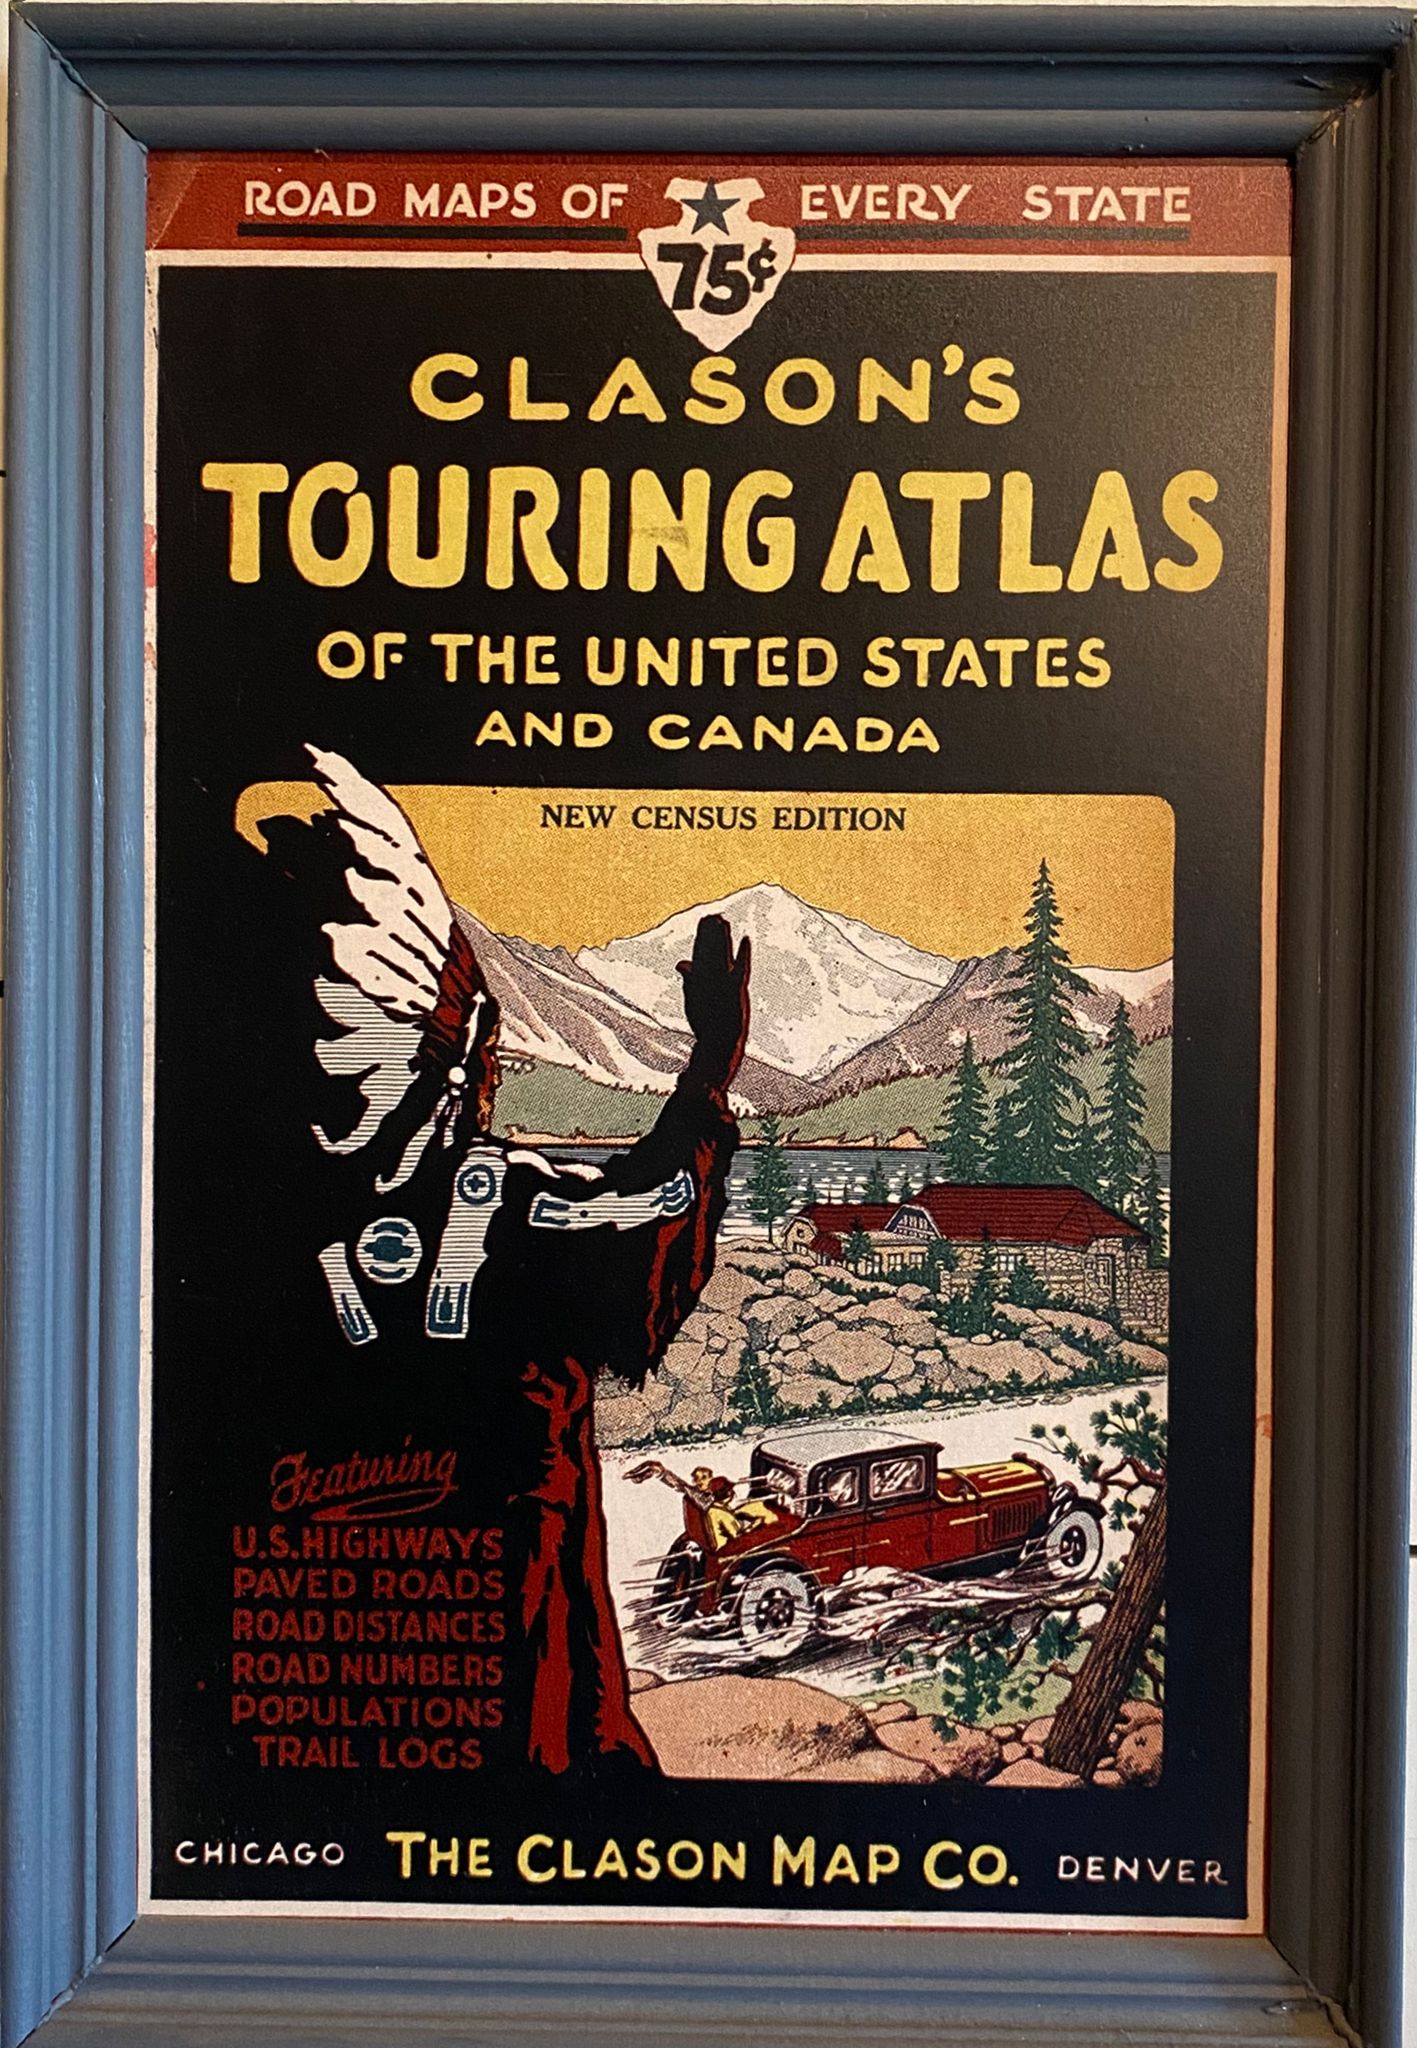 ROAD MAPS OF EVERY STATE
75¢
CLASON'S
TOURING ATLAS
OF THE UNITED STATES
AND CANADA
NEW CENSUS EDITION
Featuring
U.S. HIGHWAYS
PAVED ROADS
ROAD DISTANCES
ROAD NUMBERS
POPULATIONS
TRAIL LOGS
CHICAGO THE CLASON MAP CO. DENVER